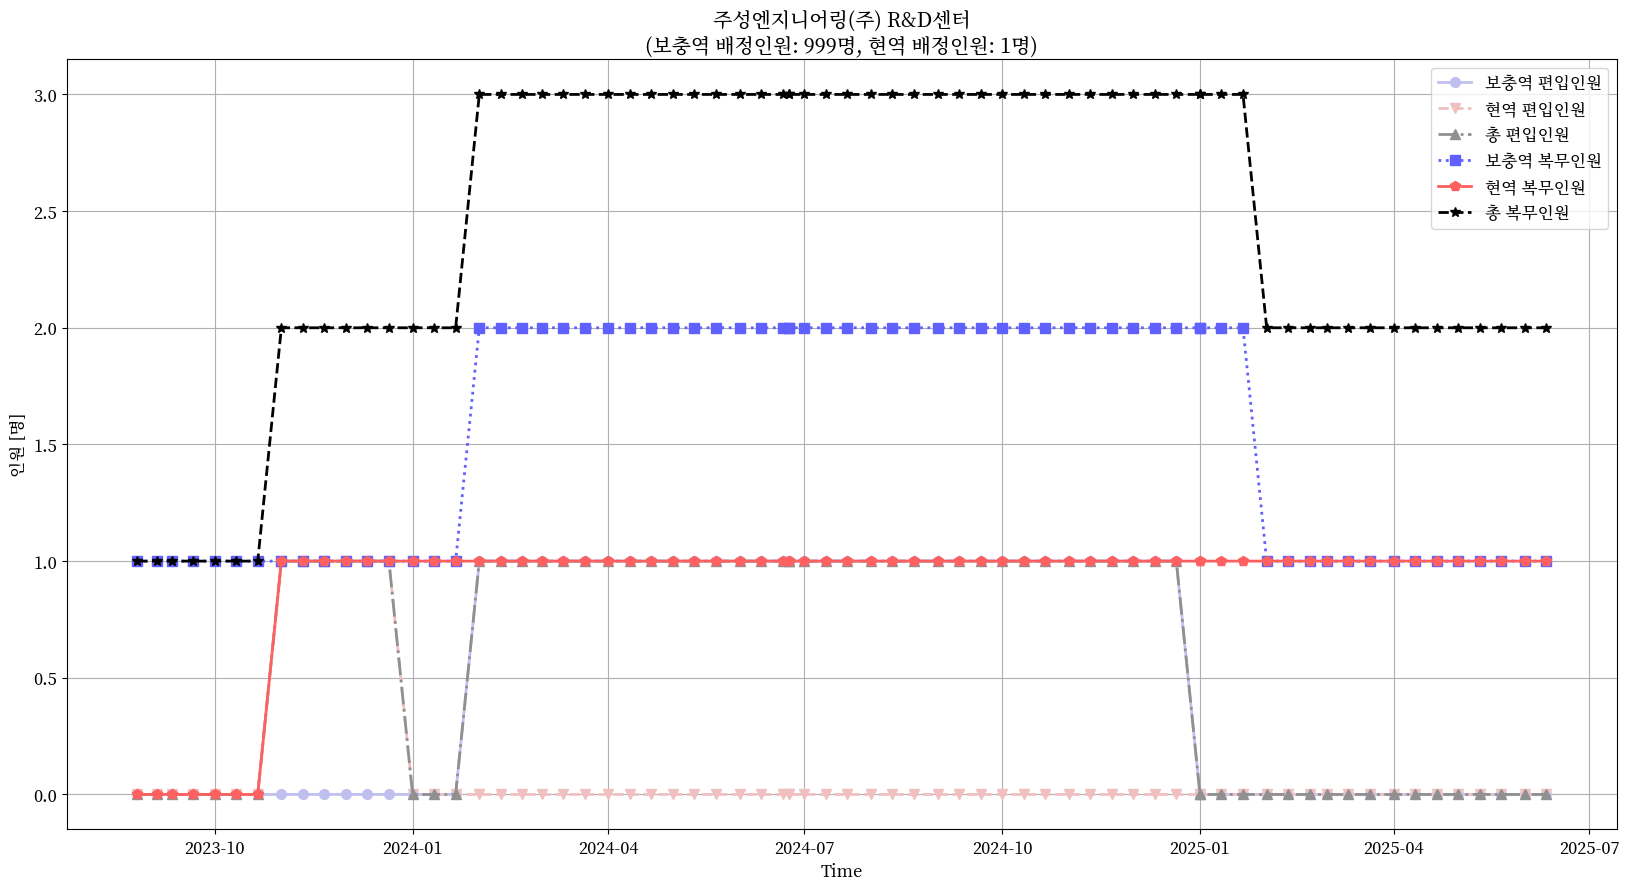 주성엔지니어링(주) R&D센터
(보충역 배정인원: 999명, 현역 배정인원: 1명)
보충역 편입인원
현역 편입인원
총 편입인원
보충역 복무인원
현역 복무인원
총 복무인원
인원 [명]
3.0
2.5
2.0
1.5
1.0
0.5
0.0
2023-10
2024-01
2024-04
2024-07
2024-10
2025-01
2025-04
2025-07
Time